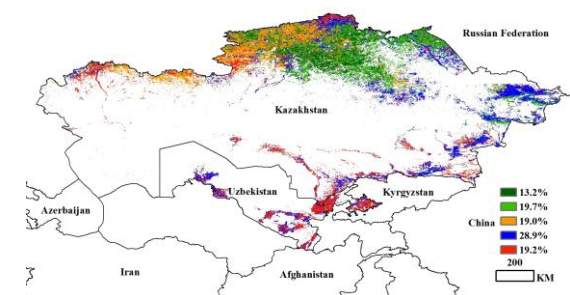 Russian Federation
Kazakhstan
Uzbekistan
Kyrgyzstan
Azerbaijan
China
Iran
Afghanistan
13.2%
19.7%
19.0%
28.9%
19.2%
200
KM